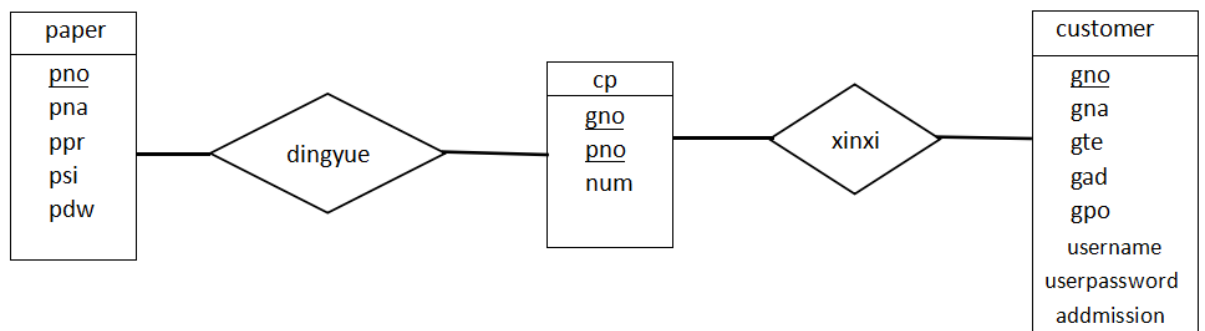 paper
pno
pna
ppr
psi
pdw
dingyue
cp
gno
pno
num
xinxi
customer
gno
gna
gte
gad
gpo
username
userpassword
addmission